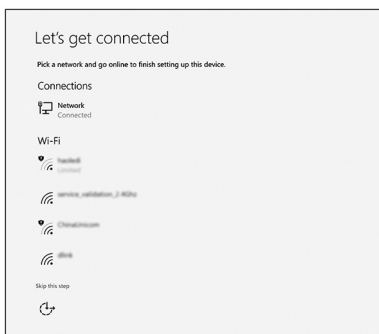 Let's get connected
Pick a network and go online to finish setting up this device.
Connections
Network
Connected
Wi-Fi
Limited
service_validation_2.4Ghz
ChinaUnicom
dlink
Skip this step